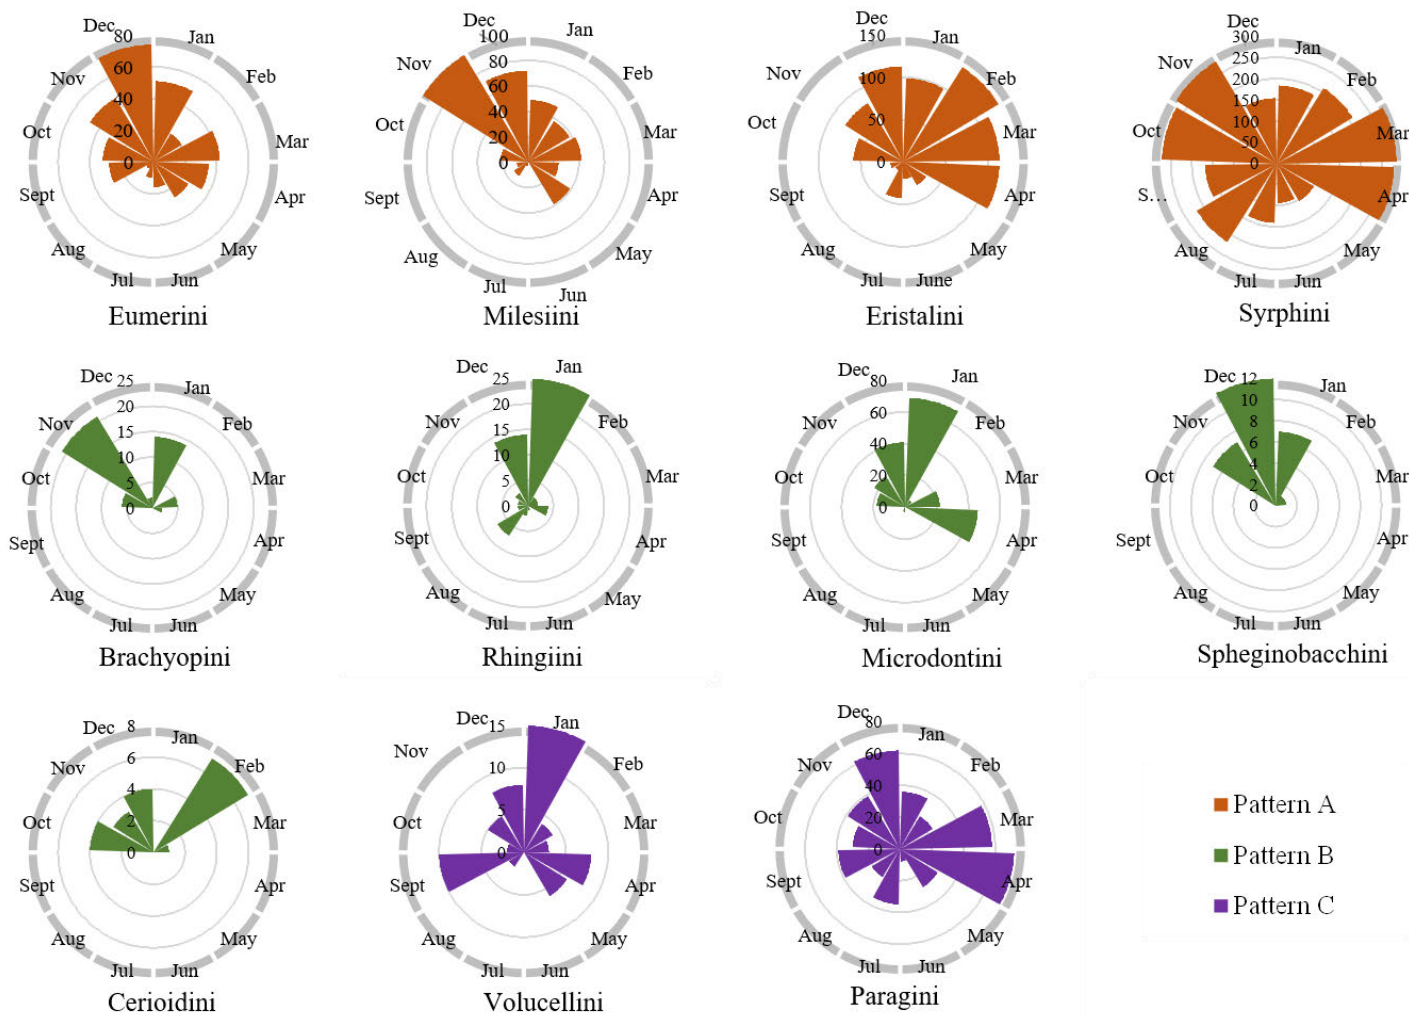 Dec
80
Jan
60
Feb
Nov
40
20
Oct
Mar
0
Sept
Apr
Aug
May
Jul
Jun
Eumerini
Dec
100
Jan
80
Nov
Feb
60
40
Oct
20
Mar
0
Sept
Apr
Aug
May
Jul
Jun
Milesiini
Dec
150
Jan
100
Nov
Feb
50
Oct
Mar
0
Sept
Apr
Aug
May
Jul
June
Eristalini
Dec
300
Jan
250
Nov
200
Feb
150
100
Oct
50
Mar
0
S...
Apr
Aug
May
Jul
Jun
Syrphini
Dec
25
Jan
20
Nov
Feb
15
10
Oct
5
Mar
0
Sept
Apr
Aug
May
Jul
Jun
Brachyopini
Dec
25
Jan
20
Nov
Feb
15
10
Oct
5
Mar
0
Sept
Apr
Aug
May
Jul
Jun
Rhingiini
Dec
80
Jan
60
Nov
Feb
40
Oct
20
Mar
0
Sept
Apr
Aug
May
Jul
June
Microdontini
Dec
12
Jan
10
Nov
8
Feb
6
4
Oct
2
Mar
0
Sept
Apr
Aug
May
Jul
Jun
Spheginobacchini
Dec
8
Jan
6
Nov
Feb
4
Oct
2
Mar
0
Sept
Apr
Aug
May
Jul
Jun
Cerioidini
Dec
15
Jan
Nov
10
Feb
5
Oct
Mar
0
Sept
Apr
Aug
May
Jul
Jun
Volucellini
Dec
80
Jan
60
Nov
Feb
40
Oct
20
Mar
0
Sept
Apr
Aug
May
Jul
Jun
Paragini
Pattern A
Pattern B
Pattern C